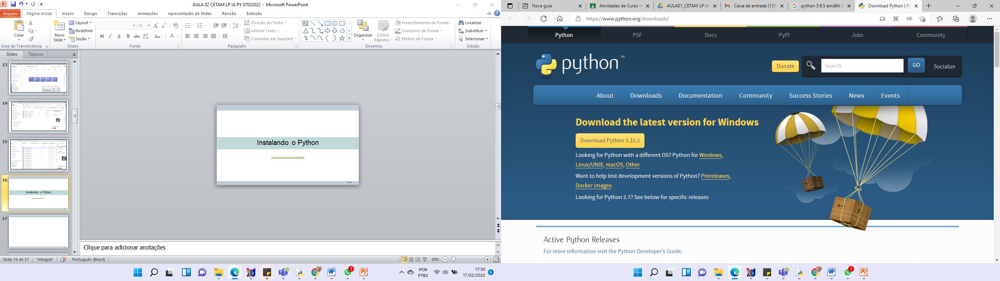 AULA 02 CETAM LP IA PY 07032022 - Microsoft PowerPoint
Arquivo Página Inicial Inserir Design Transições Animações Apresentação de Slides Revisão Exibição
Colar
Área de Transferência
Novo Slide
Layout
Redefinir
Seção
Slides
14
N I S S abc AV Aa A
Fonte
Direção do Texto
Alinhar Texto
Converter em SmartArt
Parágrafo
Organizar
Estilos Rápidos
Preenchimento da Forma
Contorno da Forma
Efeitos de Forma
Desenho
Localizar
Substituir
Selecionar
Edição
Slides Tópicos
13
14
15
16
Instalando o Python
17
Instalando o Python
https://www.python.org/downloads/
Clique para adicionar anotações
Slide 16 de 51 "Integral" Português (Brasil) 30%
1
POR
PTB2
17:30
17/02/2022
6
Nova guia
Atividades de Curso In
AULA01_CETAM LP IA
Caixa de entrada (139
python 3.9.5 amd64 d
Download Python | Py
https://www.python.org/downloads/
Python PSF Docs PyPI Jobs Community
python™
Donate Search GO Socialize
About Downloads Documentation Community Success Stories News Events
Download the latest version for Windows
Download Python 3.10.2
Looking for Python with a different OS? Python for Windows,
Linux/UNIX, macOS, Other
Want to help test development versions of Python? Prereleases,
Docker images
Looking for Python 2.7? See below for specific releases
Active Python Releases
For more information visit the Python Developer's Guide.
1